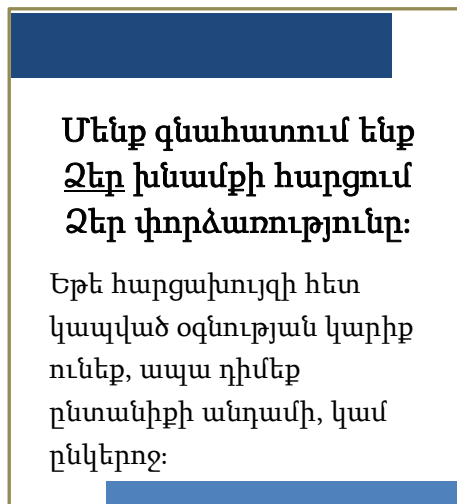 Մենք գնահատում ենք
Ձեր խնամքի հարցում
Ձեր փորձառությունը։
Եթե հարցախույզի հետ
կապված օգնության կարիք
ունեք, ապա դիմեք
ընտանիքի անդամի, կամ
ընկերոջ։